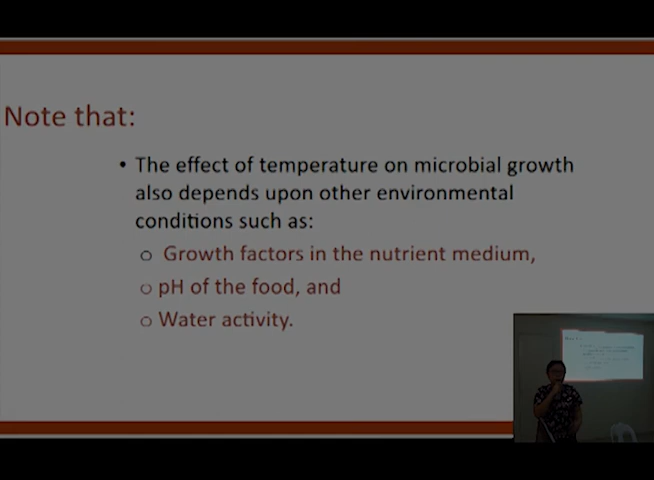 Note that:
• The effect of temperature on microbial growth
also depends upon other environmental
conditions such as:
o Growth factors in the nutrient medium,
o pH of the food, and
o Water activity.